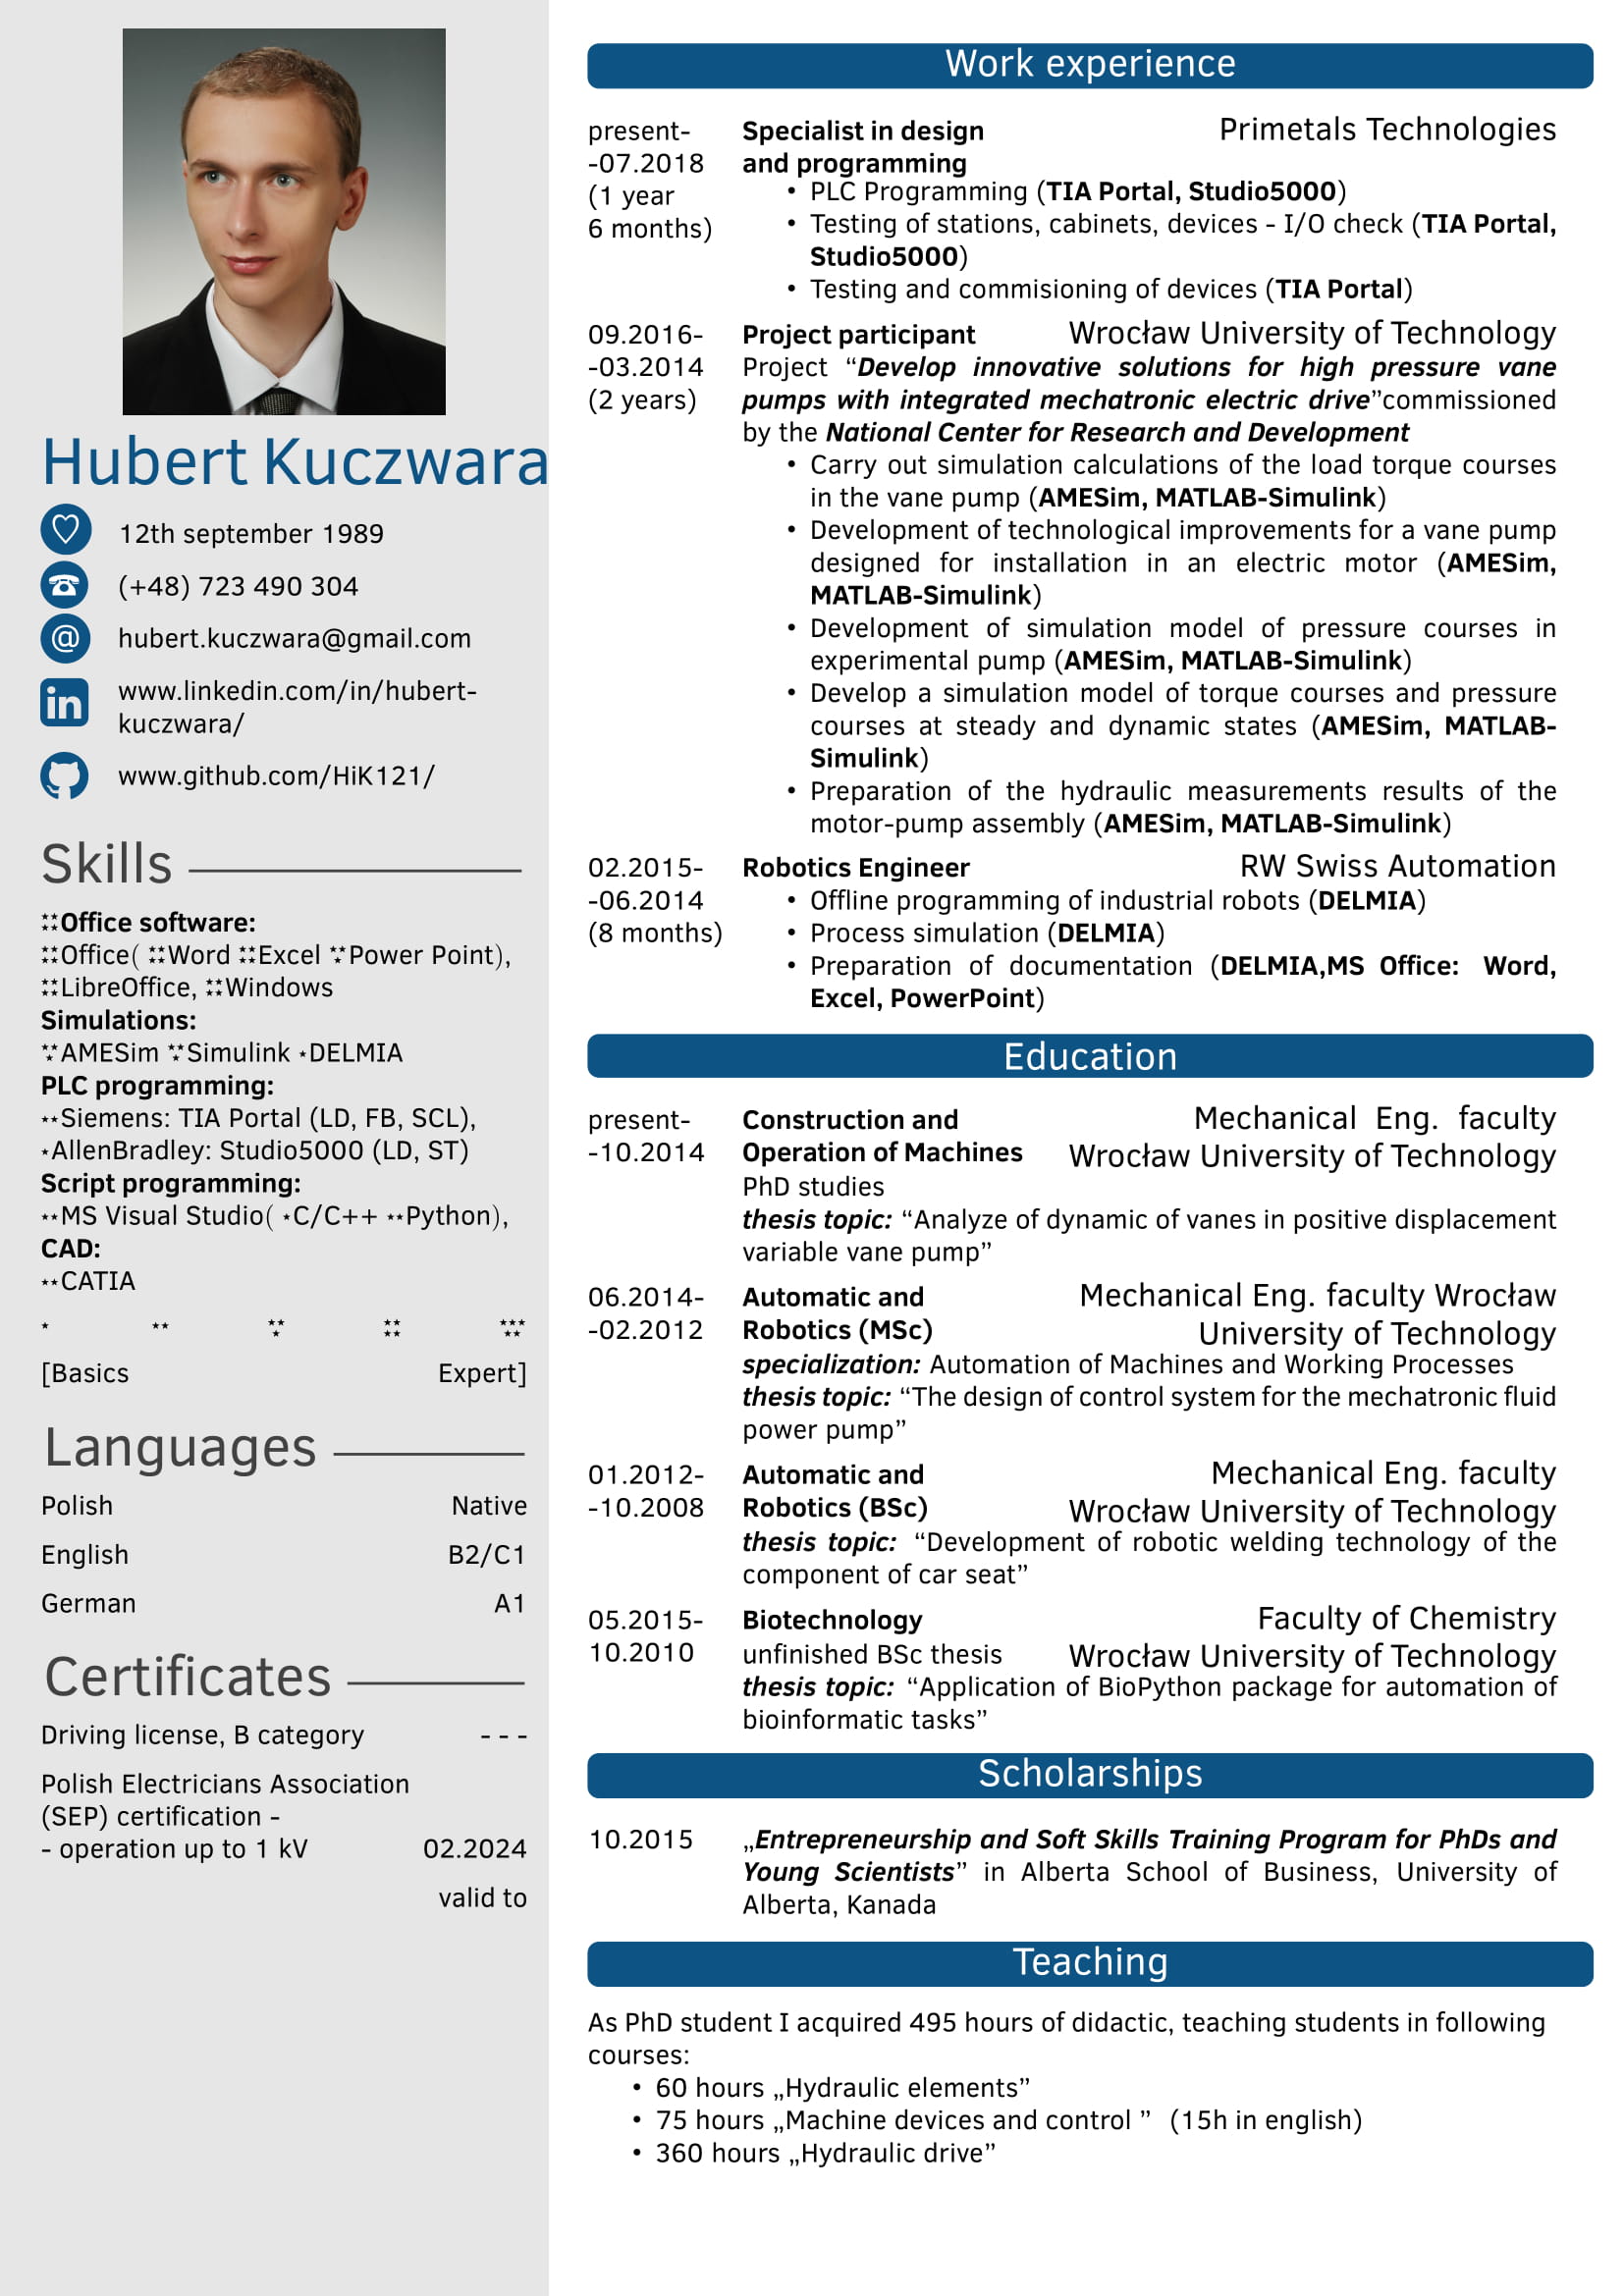 Hubert Kuczwara
12th september 1989
(+48) 723 490 304
@
hubert.kuczwara@gmail.com
in
www.linkedin.com/in/hubert-
kuczwara/
www.github.com/HiK121/
Skills
⋆⋆⋆⋆Office software:
⋆⋆⋆⋆Office( ⋆⋆⋆⋆Word ⋆⋆⋆⋆Excel ⋆⋆⋆Power Point),
⋆⋆⋆⋆LibreOffice, ⋆⋆⋆⋆Windows
Simulations:
⋆⋆⋆AMESim ⋆⋆⋆Simulink ⋆DELMIA
PLC programming:
⋆⋆Siemens: TIA Portal (LD, FB, SCL),
⋆AllenBradley: Studio5000 (LD, ST)
Script programming:
⋆⋆MS Visual Studio( ⋆C/C++ ⋆⋆Python),
CAD:
⋆⋆CATIA
⋆ ⋆⋆ ⋆⋆⋆ ⋆⋆⋆⋆ ⋆⋆⋆⋆⋆
[Basics Expert]
Languages
Polish Native
English B2/C1
German A1
Certificates
Driving license, B category - - -
Polish Electricians Association
(SEP) certification -
- operation up to 1 kV 02.2024
valid to
Work experience
present- Specialist in design Primetals Technologies
-07.2018 and programming
(1 year • PLC Programming (TIA Portal, Studio5000)
6 months) • Testing of stations, cabinets, devices - I/O check (TIA Portal,
Studio5000)
• Testing and commisioning of devices (TIA Portal)
09.2016- Project participant Wrocław University of Technology
-03.2014 Project “Develop innovative solutions for high pressure vane
(2 years) pumps with integrated mechatronic electric drive”commissioned
by the National Center for Research and Development
• Carry out simulation calculations of the load torque courses
in the vane pump (AMESim, MATLAB-Simulink)
• Development of technological improvements for a vane pump
designed for installation in an electric motor (AMESim,
MATLAB-Simulink)
• Development of simulation model of pressure courses in
experimental pump (AMESim, MATLAB-Simulink)
• Develop a simulation model of torque courses and pressure
courses at steady and dynamic states (AMESim, MATLAB-
Simulink)
• Preparation of the hydraulic measurements results of the
motor-pump assembly (AMESim, MATLAB-Simulink)
02.2015- Robotics Engineer RW Swiss Automation
-06.2014 • Offline programming of industrial robots (DELMIA)
(8 months) • Process simulation (DELMIA)
• Preparation of documentation (DELMIA,MS Office: Word,
Excel, PowerPoint)
Education
present- Construction and Mechanical Eng. faculty
-10.2014 Operation of Machines Wrocław University of Technology
PhD studies
thesis topic: “Analyze of dynamic of vanes in positive displacement
variable vane pump”
06.2014- Automatic and Mechanical Eng. faculty Wrocław
-02.2012 Robotics (MSc) University of Technology
specialization: Automation of Machines and Working Processes
thesis topic: “The design of control system for the mechatronic fluid
power pump”
01.2012- Automatic and Mechanical Eng. faculty
-10.2008 Robotics (BSc) Wrocław University of Technology
thesis topic: “Development of robotic welding technology of the
component of car seat”
05.2015- Biotechnology Faculty of Chemistry
10.2010 unfinished BSc thesis Wrocław University of Technology
thesis topic: “Application of BioPython package for automation of
bioinformatic tasks”
Scholarships
10.2015 „Entrepreneurship and Soft Skills Training Program for PhDs and
Young Scientists” in Alberta School of Business, University of
Alberta, Kanada
Teaching
As PhD student I acquired 495 hours of didactic, teaching students in following
courses:
• 60 hours „Hydraulic elements”
• 75 hours „Machine devices and control ” (15h in english)
• 360 hours „Hydraulic drive”